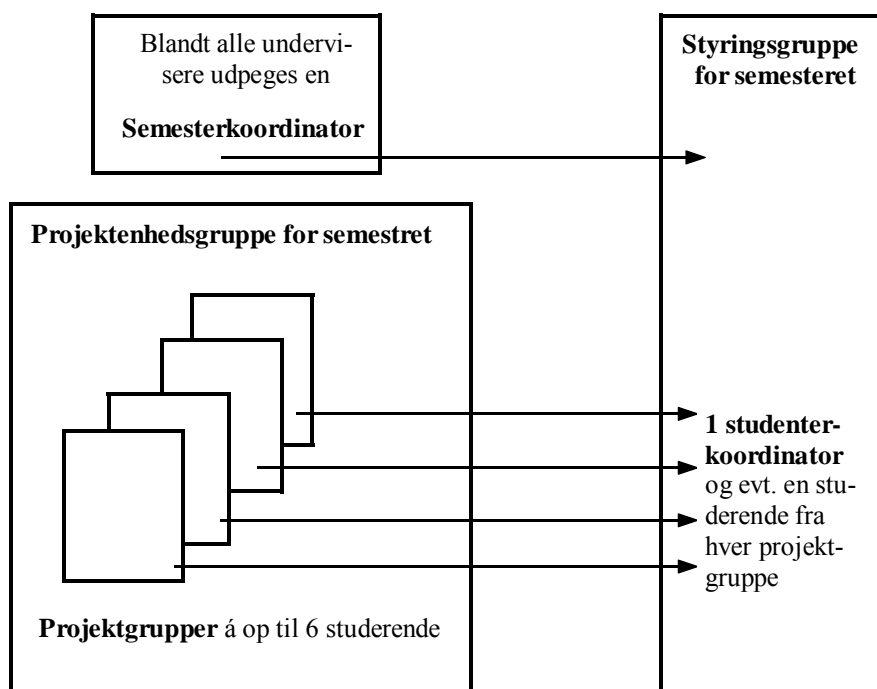 Blandt alle undervi-
sere udpeges en
Semesterkoordinator
Styringsgruppe
for semesteret
Projektenhedsgruppe for semestret
1 studenter-
koordinator
og evt. en stu-
derende fra
hver projekt-
gruppe
Projektgrupper á op til 6 studerende